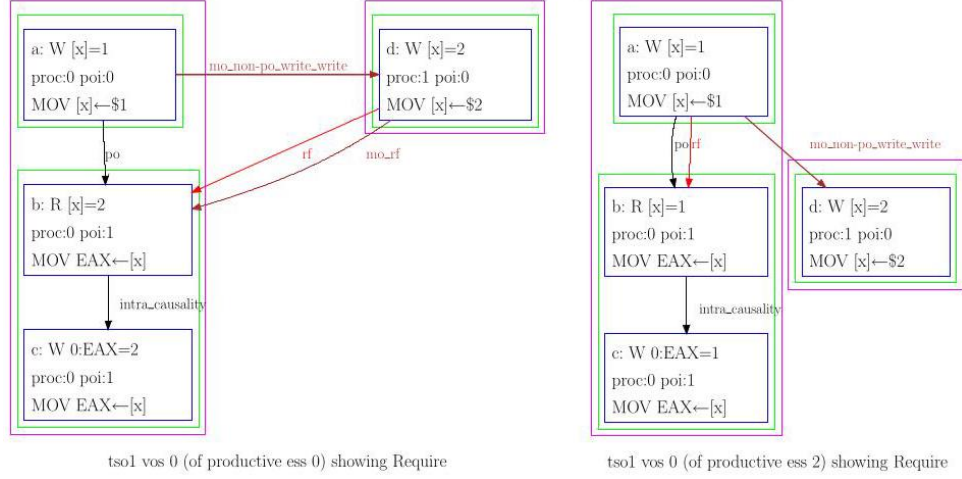 a: W [x]=1
proc:0 poi:0
MOV [x]←$1
mo_non-po_write_write
d: W [x]=2
proc:1 poi:0
MOV [x]←$2
po
rf
mo_rf
b: R [x]=2
proc:0 poi:1
MOV EAX←[x]
intra_causality
c: W 0:EAX=2
proc:0 poi:1
MOV EAX←[x]
tso1 vos 0 (of productive ess 0) showing Require
a: W [x]=1
proc:0 poi:0
MOV [x]←$1
po
rf
mo_non-po_write_write
b: R [x]=1
proc:0 poi:1
MOV EAX←[x]
d: W [x]=2
proc:1 poi:0
MOV [x]←$2
intra_causality
c: W 0:EAX=1
proc:0 poi:1
MOV EAX←[x]
tso1 vos 0 (of productive ess 2) showing Require